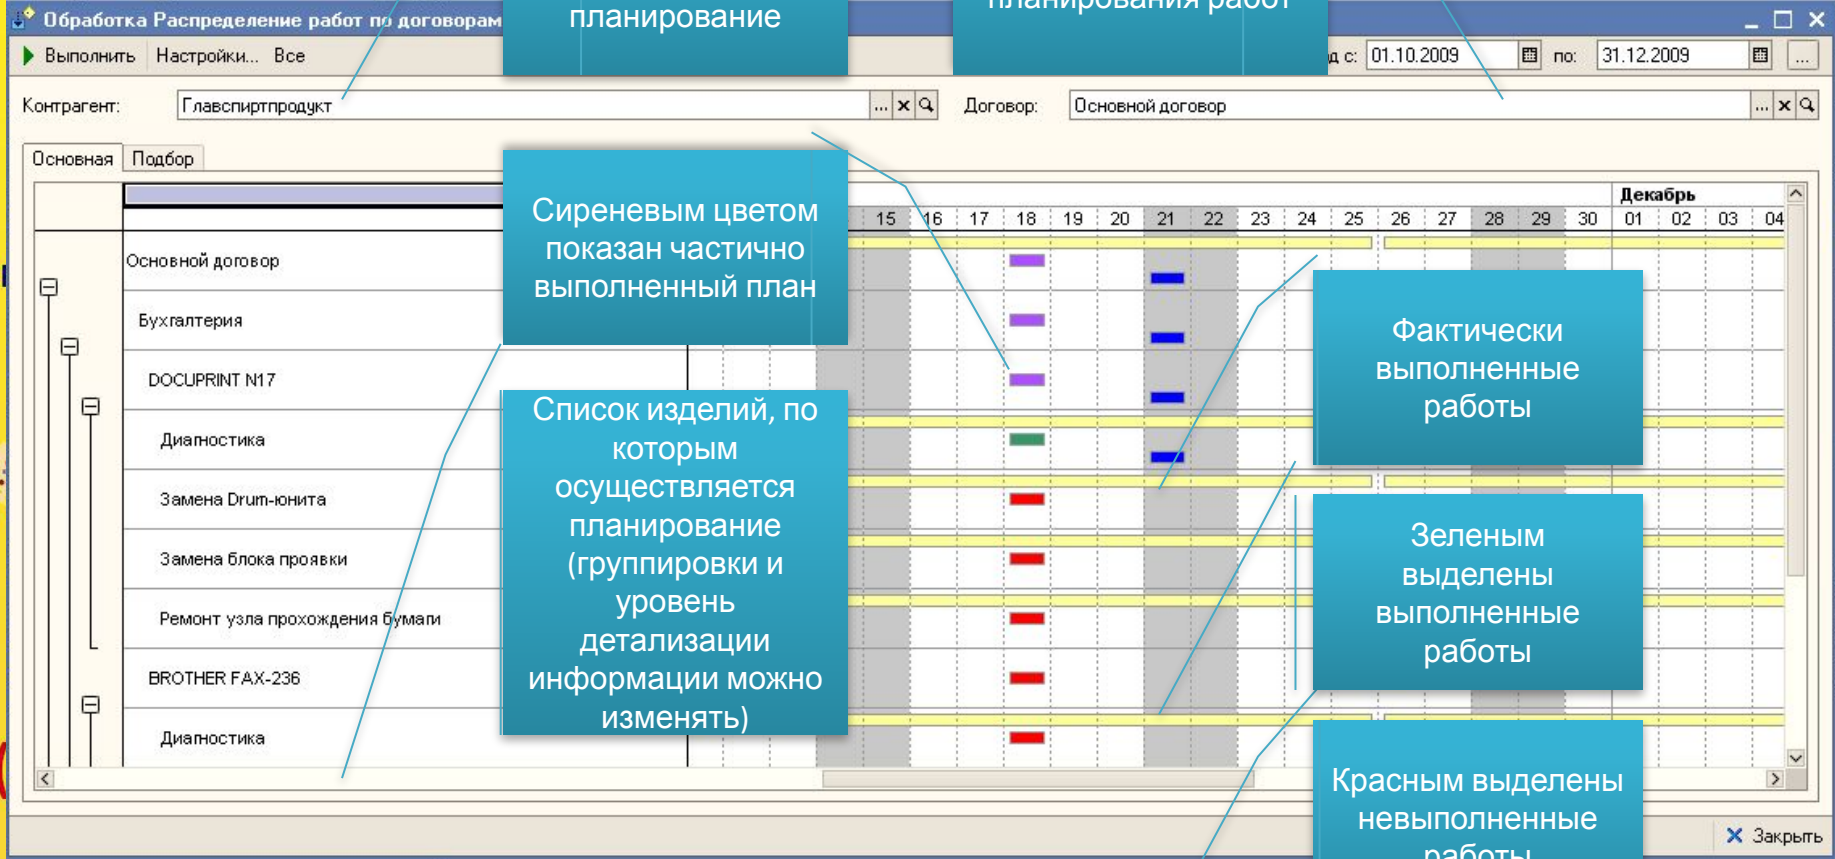 Обработка Распределение работ по договорам
планирование
планирования работ
Выполнить Настройки... Все
с: 01.10.2009 по: 31.12.2009 ...
Контрагент: Главспиртпродукт ... Договор: Основной договор ...
Основная Подбор
Декабрь
15 16 17 18 19 20 21 22 23 24 25 26 27 28 29 30 01 02 03 04
Сиреневым цветом
показан частично
выполненный план
Основной договор
Бухгалтерия
DOCUPRINT N17
Диагностика
Замена Drum-юнита
Замена блока проявки
Ремонт узла прохождения бумаги
BROTHER FAX-236
Диагностика
Список изделий, по
которым
осуществляется
планирование
(группировки и
уровень
детализации
информации можно
изменять)
Фактически
выполненные
работы
Зеленым
выделены
выполненные
работы
Красным выделены
невыполненные
работы
Закрыть